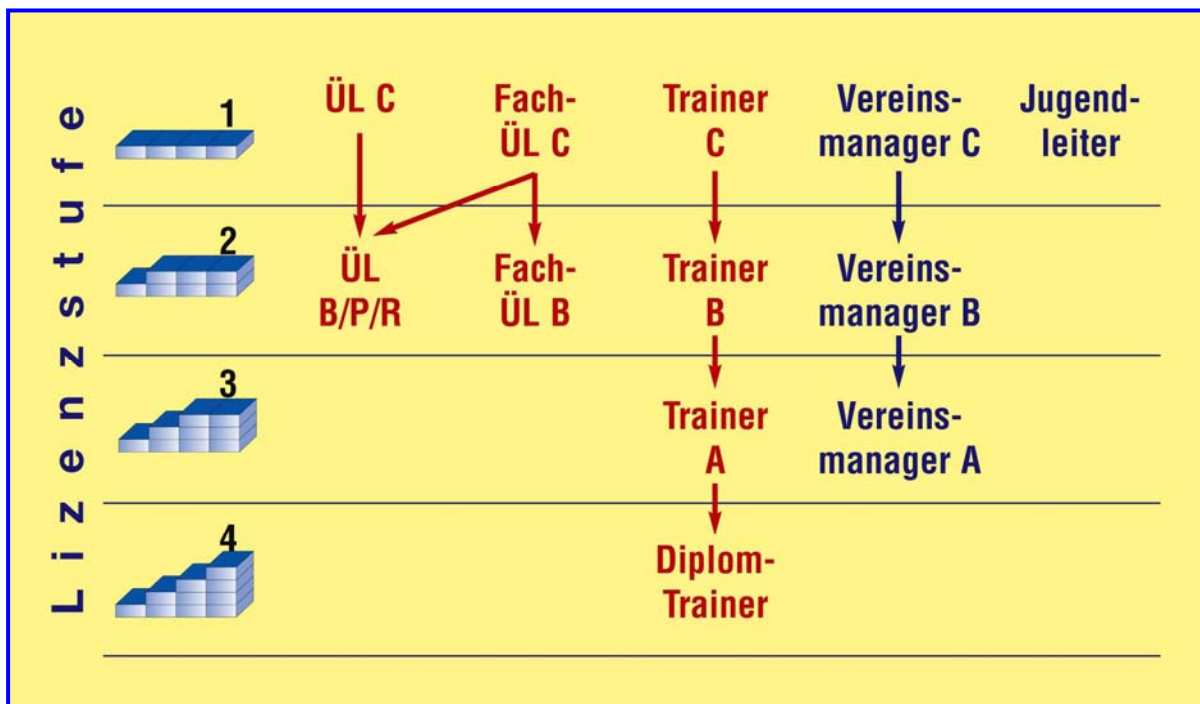 Lizenzstufe
1
ÜL C
Fach-
ÜL C
Trainer
C
Vereins-
manager C
Jugend-
leiter
2
ÜL
B/P/R
Fach-
ÜL B
Trainer
B
Vereins-
manager B
3
Trainer
A
Vereins-
manager A
4
Diplom-
Trainer